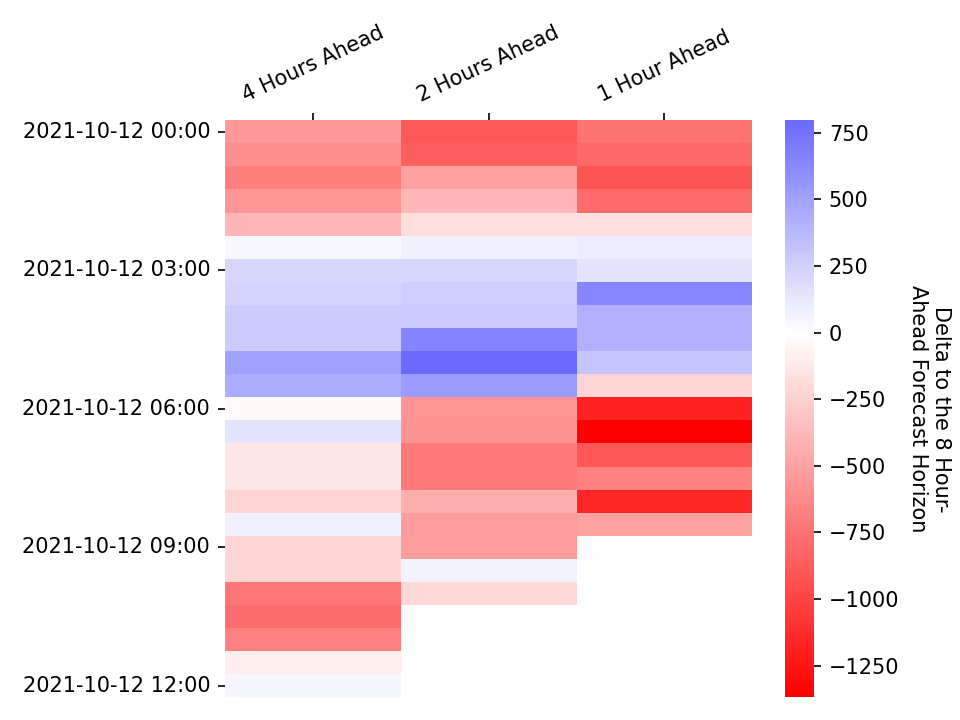 4 Hours Ahead
2 Hours Ahead
1 Hour Ahead
2021-10-12 00:00
2021-10-12 03:00
2021-10-12 06:00
2021-10-12 09:00
2021-10-12 12:00
750
500
250
0
−250
−500
−750
−1000
−1250
Delta to the 8 Hour-
Ahead Forecast Horizon